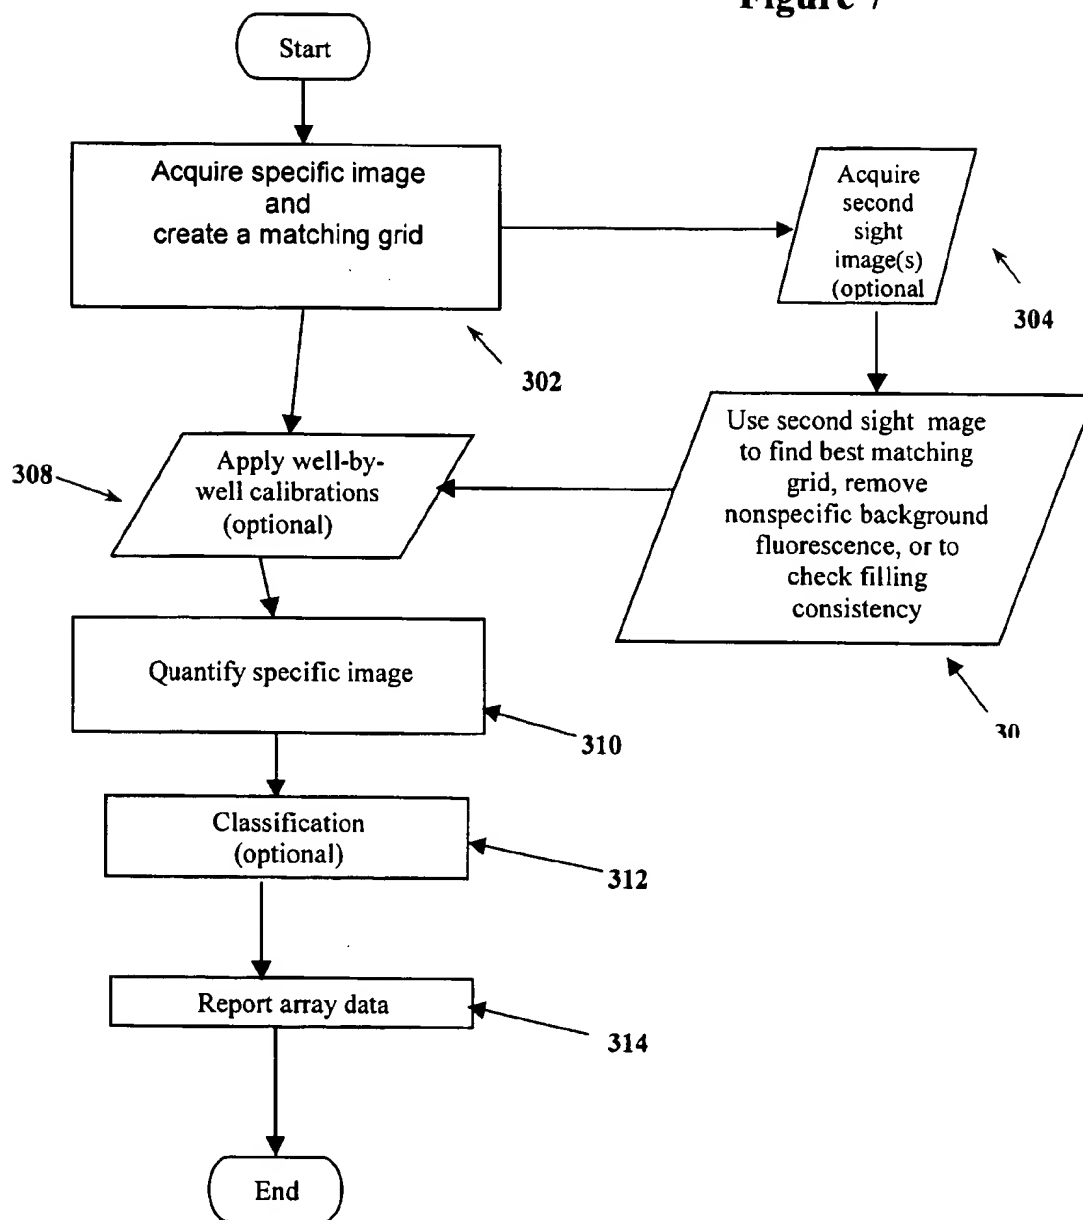 Start
Acquire specific image
and
create a matching grid
302
Acquire
second
sight
image(s)
(optional
304
Use second sight mage
to find best matching
grid, remove
nonspecific background
fluorescence, or to
check filling
consistency
30
308
Apply well-by-
well calibrations
(optional)
Quantify specific image
310
Classification
(optional)
312
Report array data
314
End